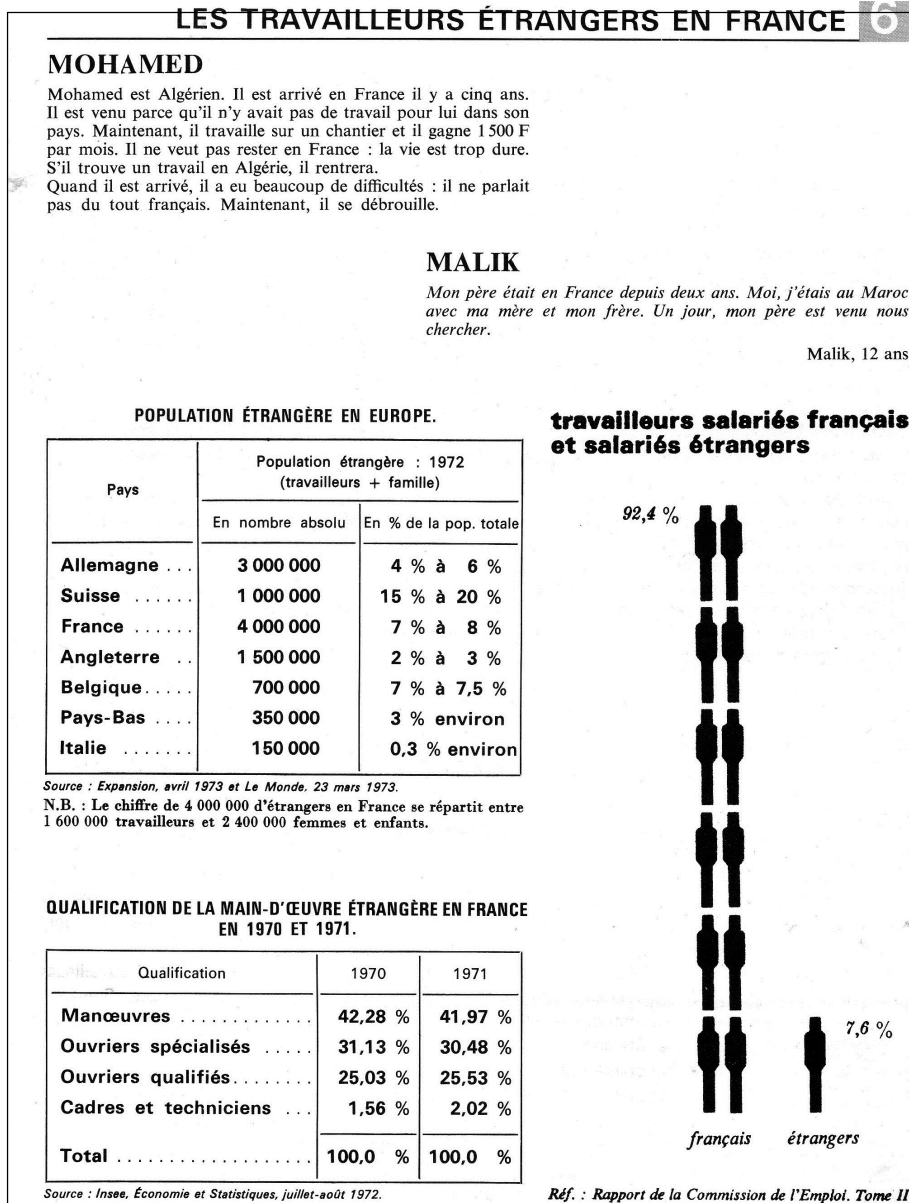 LES TRAVAILLEURS ÉTRANGERS EN FRANCE 6
MOHAMED
Mohamed est Algérien. Il est arrivé en France il y a cinq ans.
Il est venu parce qu'il n'y avait pas de travail pour lui dans son
pays. Maintenant, il travaille sur un chantier et il gagne 1 500 F
par mois. Il ne veut pas rester en France : la vie est trop dure.
S'il trouve un travail en Algérie, il rentrera.
Quand il est arrivé, il a eu beaucoup de difficultés : il ne parlait
pas du tout français. Maintenant, il se débrouille.
MALIK
Mon père était en France depuis deux ans. Moi, j'étais au Maroc
avec ma mère et mon frère. Un jour, mon père est venu nous
chercher.
Malik, 12 ans
POPULATION ÉTRANGÈRE EN EUROPE.
Pays
Population étrangère : 1972
(travailleurs + famille)
En nombre absolu En % de la pop. totale
Allemagne ... 3 000 000 4 % à 6 %
Suisse ...... 1 000 000 15 % à 20 %
France ...... 4 000 000 7 % à 8 %
Angleterre .. 1 500 000 2 % à 3 %
Belgique..... 700 000 7 % à 7,5 %
Pays-Bas .... 350 000 3 % environ
Italie ....... 150 000 0,3 % environ
Source : Expansion, avril 1973 et Le Monde, 23 mars 1973.
N.B. : Le chiffre de 4 000 000 d'étrangers en France se répartit entre
1 600 000 travailleurs et 2 400 000 femmes et enfants.
QUALIFICATION DE LA MAIN-D'ŒUVRE ÉTRANGÈRE EN FRANCE
EN 1970 ET 1971.
Qualification 1970 1971
Manœuvres ............. 42,28 % 41,97 %
Ouvriers spécialisés ..... 31,13 % 30,48 %
Ouvriers qualifiés........ 25,03 % 25,53 %
Cadres et techniciens ... 1,56 % 2,02 %
Total ................... 100,0 % 100,0 %
Source : Insee, Économie et Statistiques, juillet-août 1972.
travailleurs salariés français
et salariés étrangers
92,4 %
7,6 %
français étrangers
Réf. : Rapport de la Commission de l'Emploi. Tome II